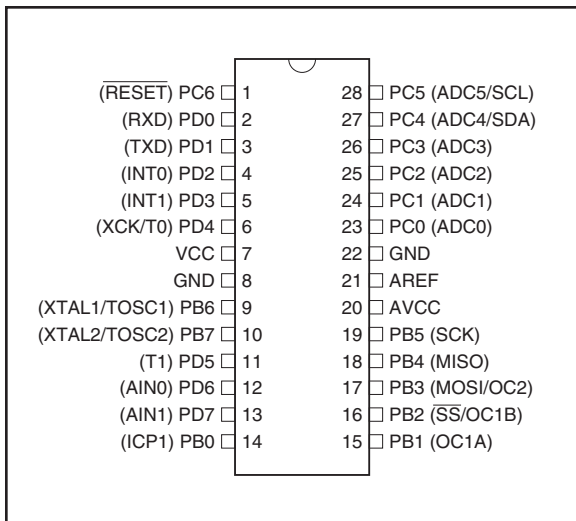 (RESET) PC6 1 28 PC5 (ADC5/SCL)
(RXD) PD0 2 27 PC4 (ADC4/SDA)
(TXD) PD1 3 26 PC3 (ADC3)
(INT0) PD2 4 25 PC2 (ADC2)
(INT1) PD3 5 24 PC1 (ADC1)
(XCK/T0) PD4 6 23 PC0 (ADC0)
VCC 7 22 GND
GND 8 21 AREF
(XTAL1/TOSC1) PB6 9 20 AVCC
(XTAL2/TOSC2) PB7 10 19 PB5 (SCK)
(T1) PD5 11 18 PB4 (MISO)
(AIN0) PD6 12 17 PB3 (MOSI/OC2)
(AIN1) PD7 13 16 PB2 (SS/OC1B)
(ICP1) PB0 14 15 PB1 (OC1A)